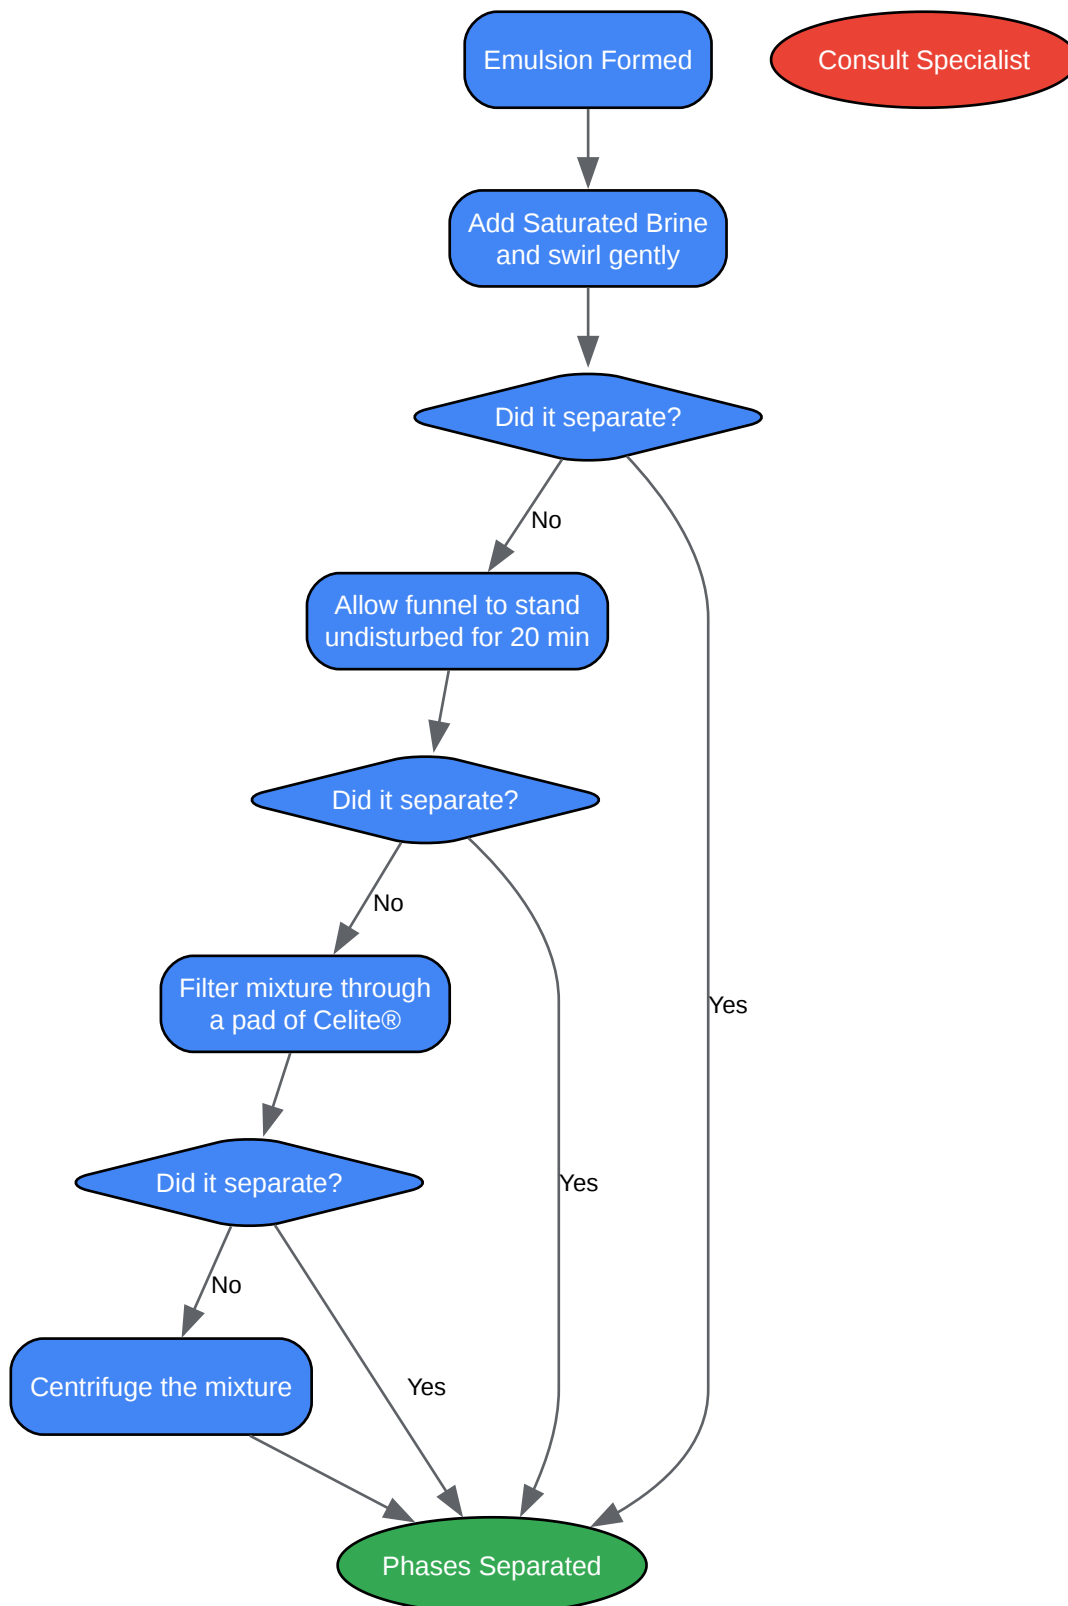 Emulsion Formed
Consult Specialist
Add Saturated Brine
and swirl gently
Did it separate?
No
Allow funnel to stand
undisturbed for 20 min
Did it separate?
No
Filter mixture through
a pad of Celite®
Yes
Did it separate?
Yes
No
Centrifuge the mixture
Yes
Phases Separated